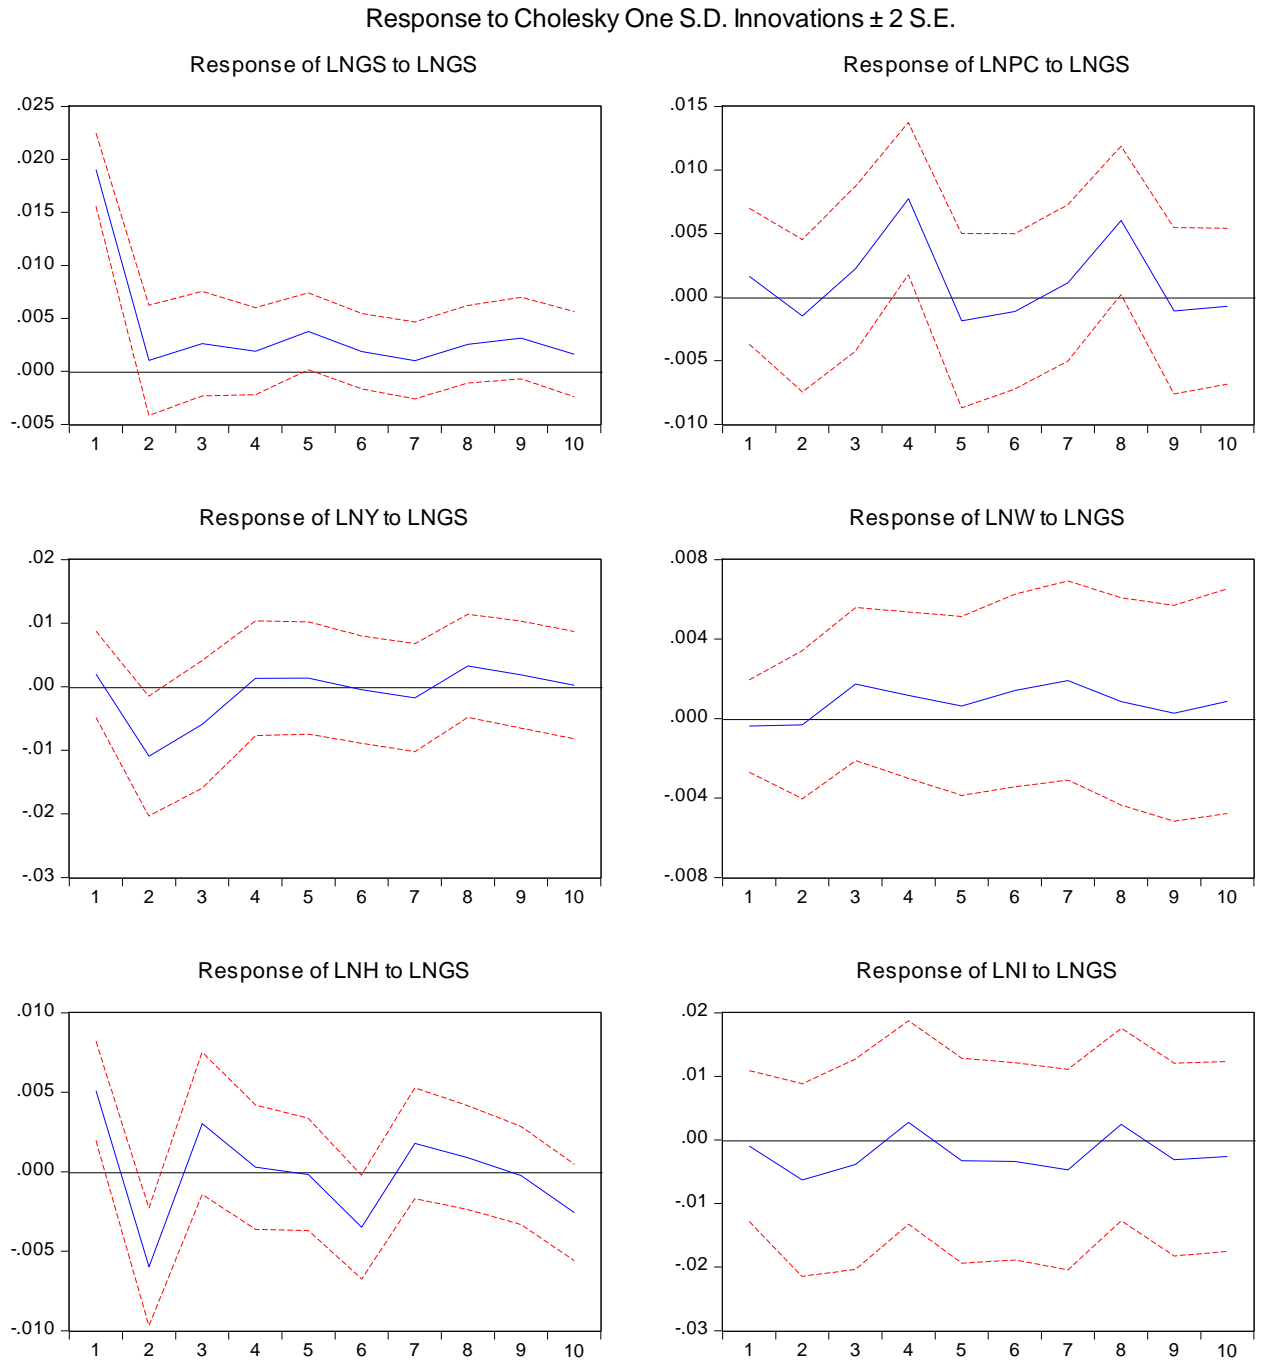 Response to Cholesky One S.D. Innovations ± 2 S.E.
Response of LNGS to LNGS
.025
.020
.015
.010
.005
.000
-.005
1 2 3 4 5 6 7 8 9 10
Response of LNPC to LNGS
.015
.010
.005
.000
-.005
-.010
1 2 3 4 5 6 7 8 9 10
Response of LNY to LNGS
.02
.01
.00
-.01
-.02
-.03
1 2 3 4 5 6 7 8 9 10
Response of LNW to LNGS
.008
.004
.000
-.004
-.008
1 2 3 4 5 6 7 8 9 10
Response of LNH to LNGS
.010
.005
.000
-.005
-.010
1 2 3 4 5 6 7 8 9 10
Response of LNI to LNGS
.02
.01
.00
-.01
-.02
-.03
1 2 3 4 5 6 7 8 9 10